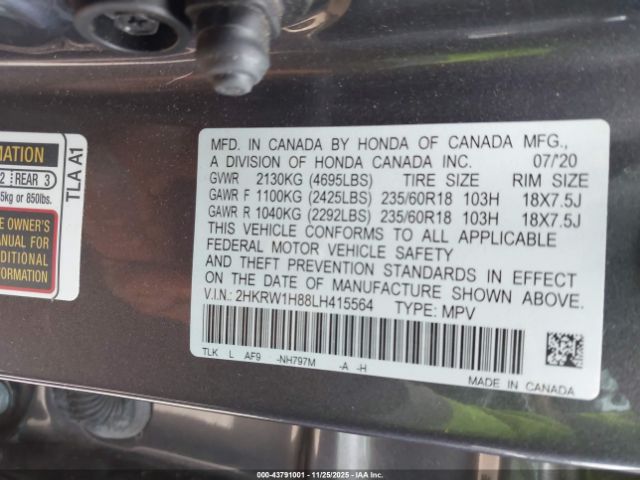 MATION
2 REAR 3
5kg or 850lbs.
E OWNER'S
ANUAL FOR
DDITIONAL
FORMATION
TLA A1
MFD. IN CANADA BY HONDA OF CANADA MFG.,
A DIVISION OF HONDA CANADA INC. 07/'20
GVWR 2130KG (4695LBS) TIRE SIZE RIM SIZE
GAWR F 1100KG (2425LBS) 235/60R18 103H 18X7.5J
GAWR R 1040KG (2292LBS) 235/60R18 103H 18X7.5J
THIS VEHICLE CONFORMS TO ALL APPLICABLE
FEDERAL MOTOR VEHICLE SAFETY
AND THEFT PREVENTION STANDARDS IN EFFECT
ON THE DATE OF MANUFACTURE SHOWN ABOVE.
V.I.N.: 2HKRW1H88LH415564 TYPE: MPV
TLK L AF9 -NH797M -A -H
MADE IN CANADA
000-43791001 - 11/25/2025 - IAA Inc.